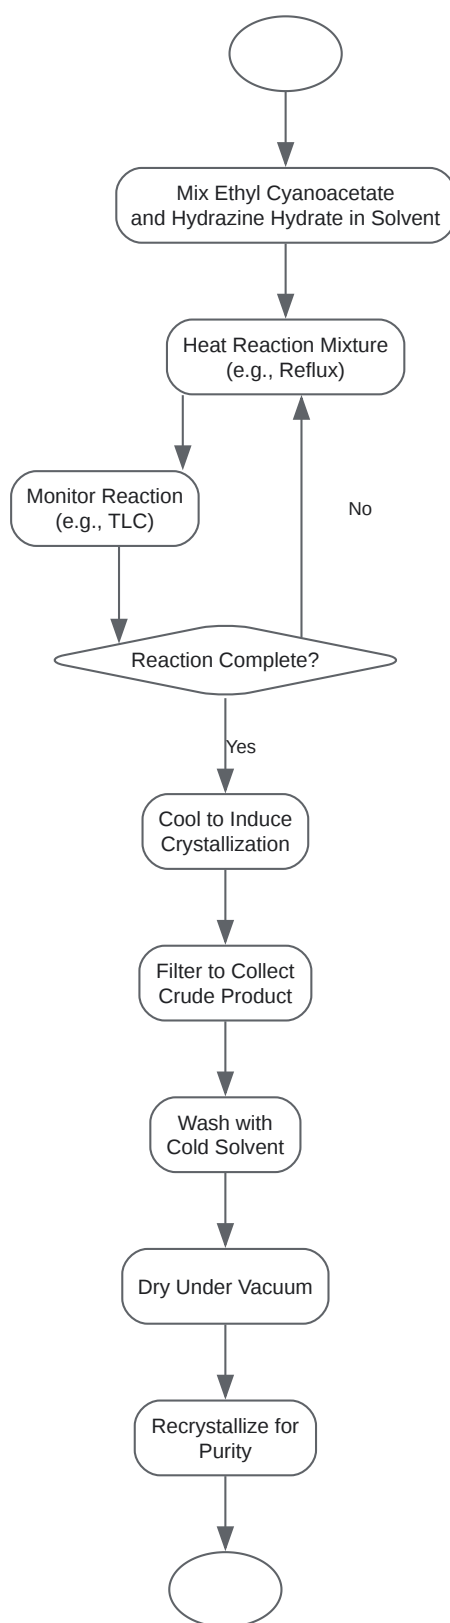 Mix Ethyl Cyanoacetate
and Hydrazine Hydrate in Solvent
Heat Reaction Mixture
(e.g., Reflux)
Monitor Reaction
(e.g., TLC)
No
Reaction Complete?
Yes
Cool to Induce
Crystallization
Filter to Collect
Crude Product
Wash with
Cold Solvent
Dry Under Vacuum
Recrystallize for
Purity